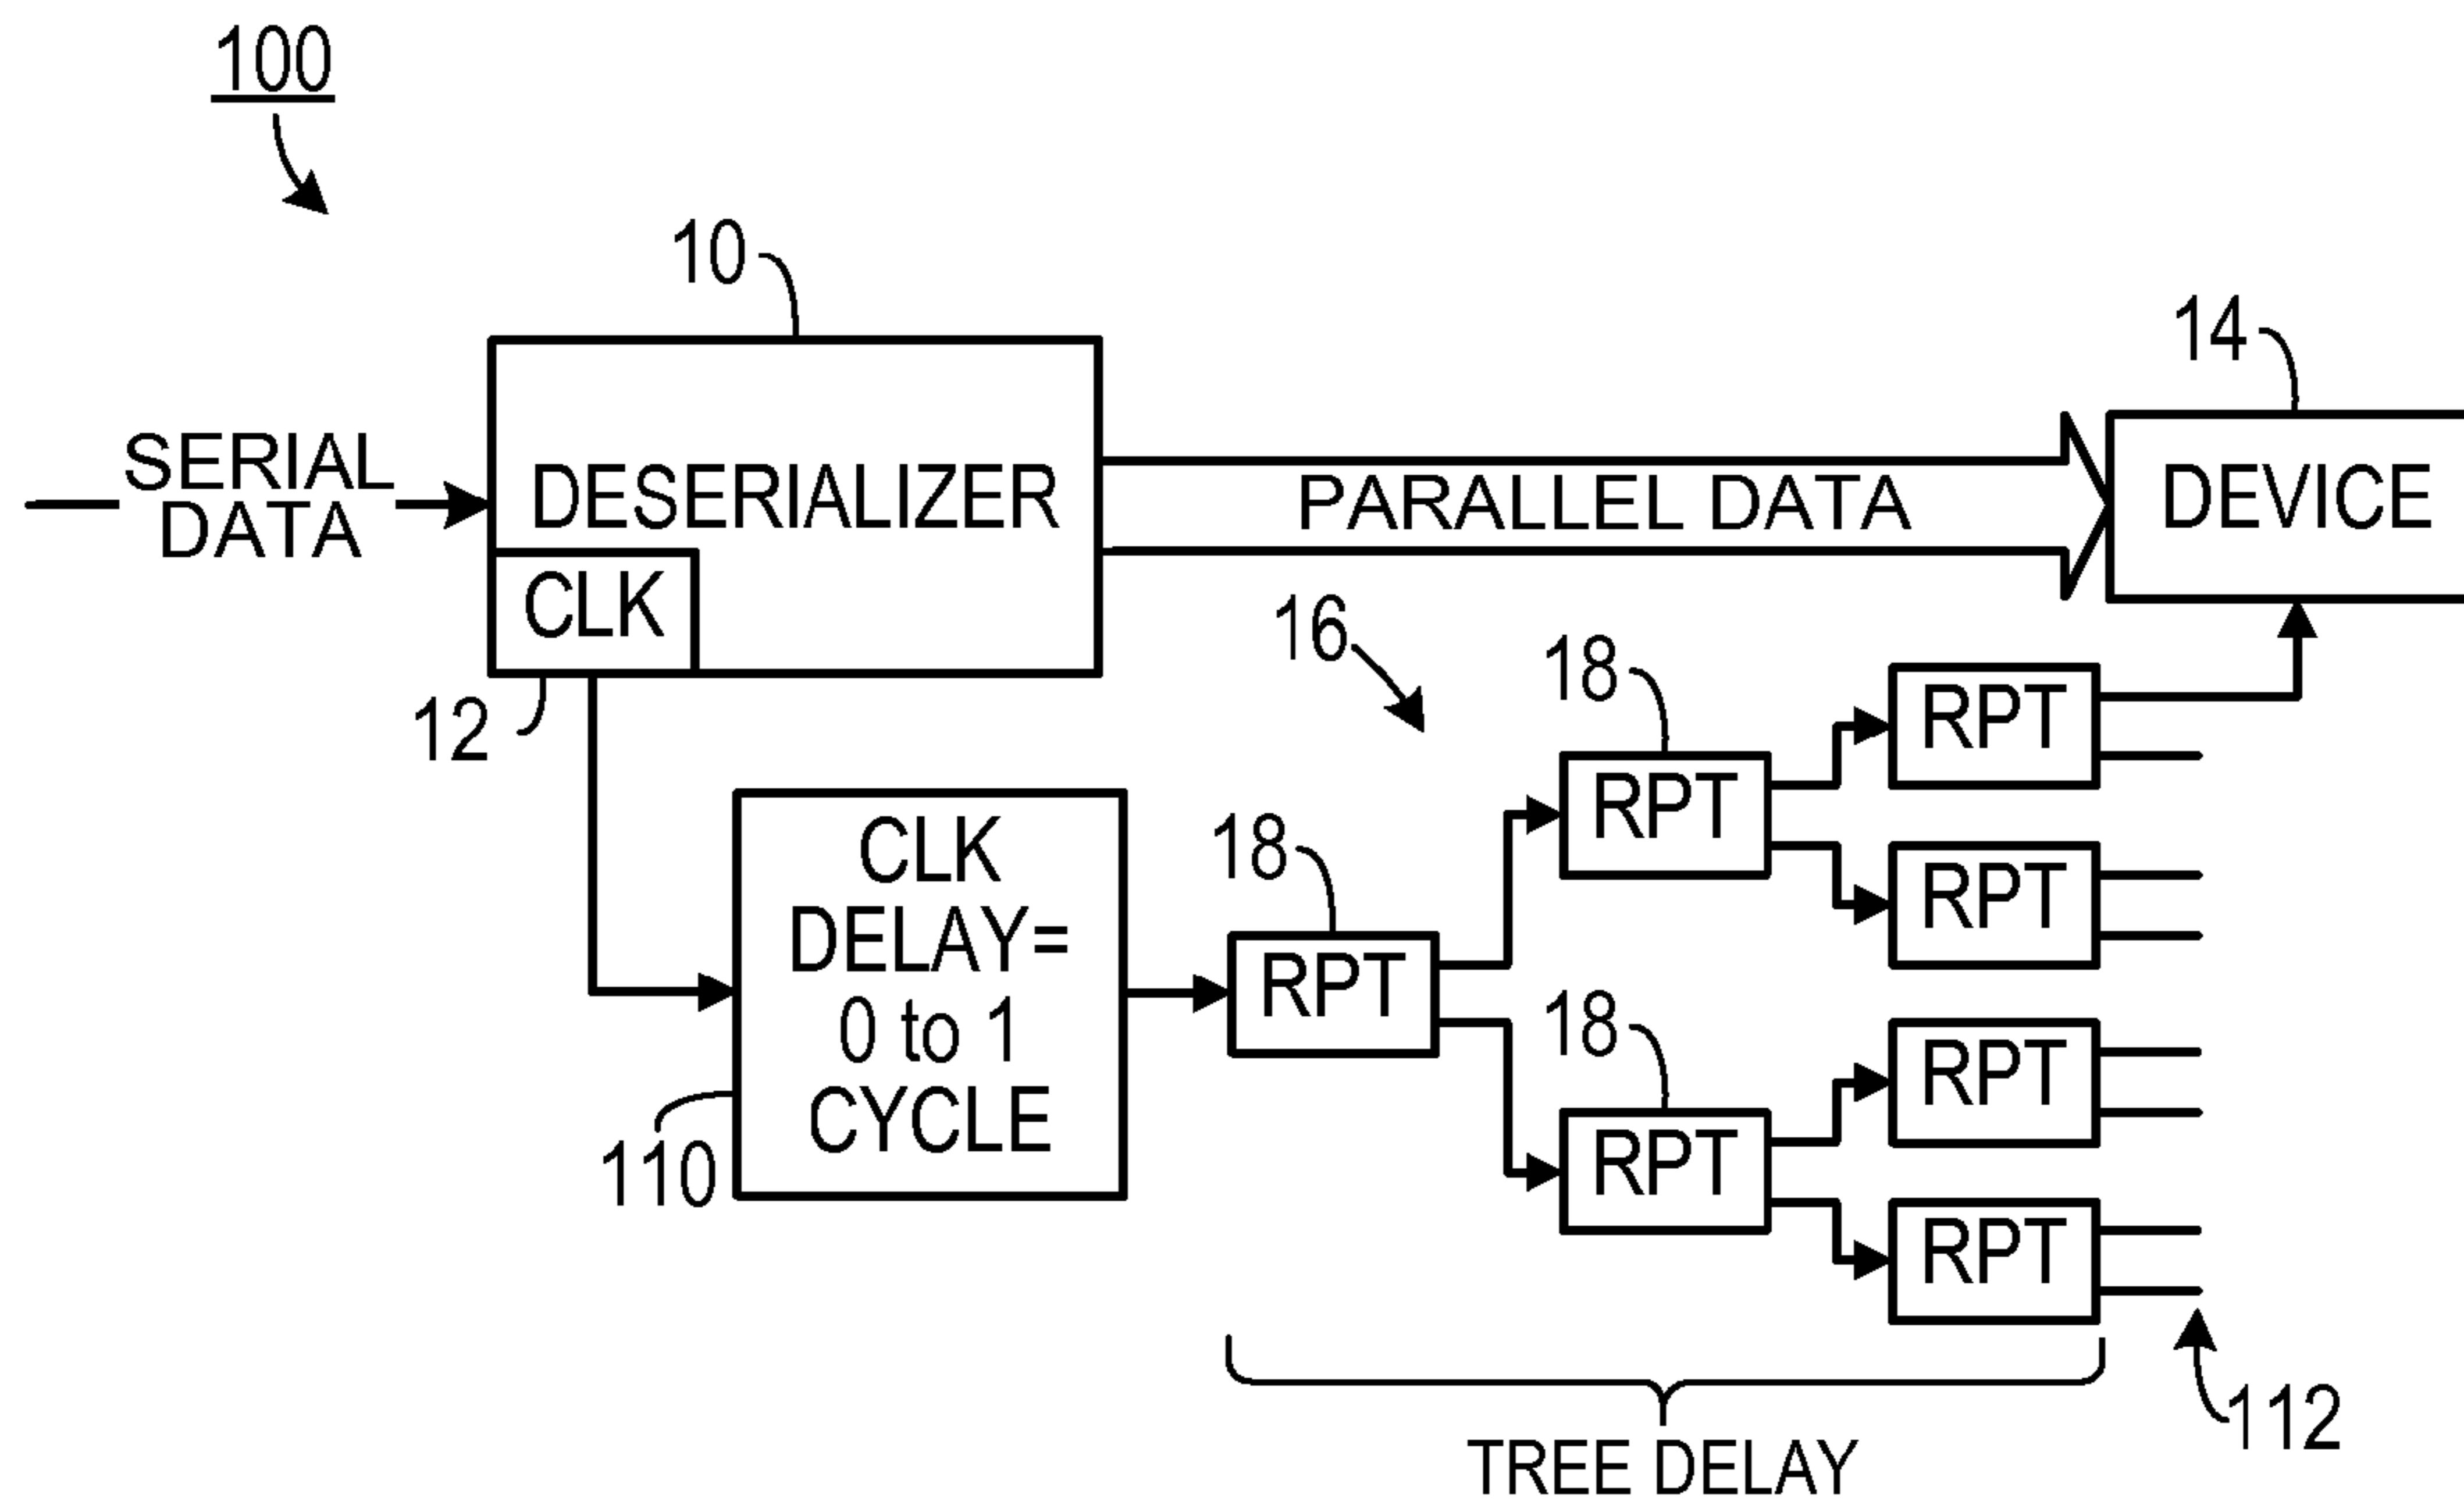 100
10
14
SERIAL
DATA
DESERIALIZER
PARALLEL DATA
DEVICE
CLK
12
16
18
RPT
RPT
18
RPT
RPT
CLK
DELAY=
0 to 1
CYCLE
110
18
RPT
18
RPT
RPT
RPT
112
TREE DELAY